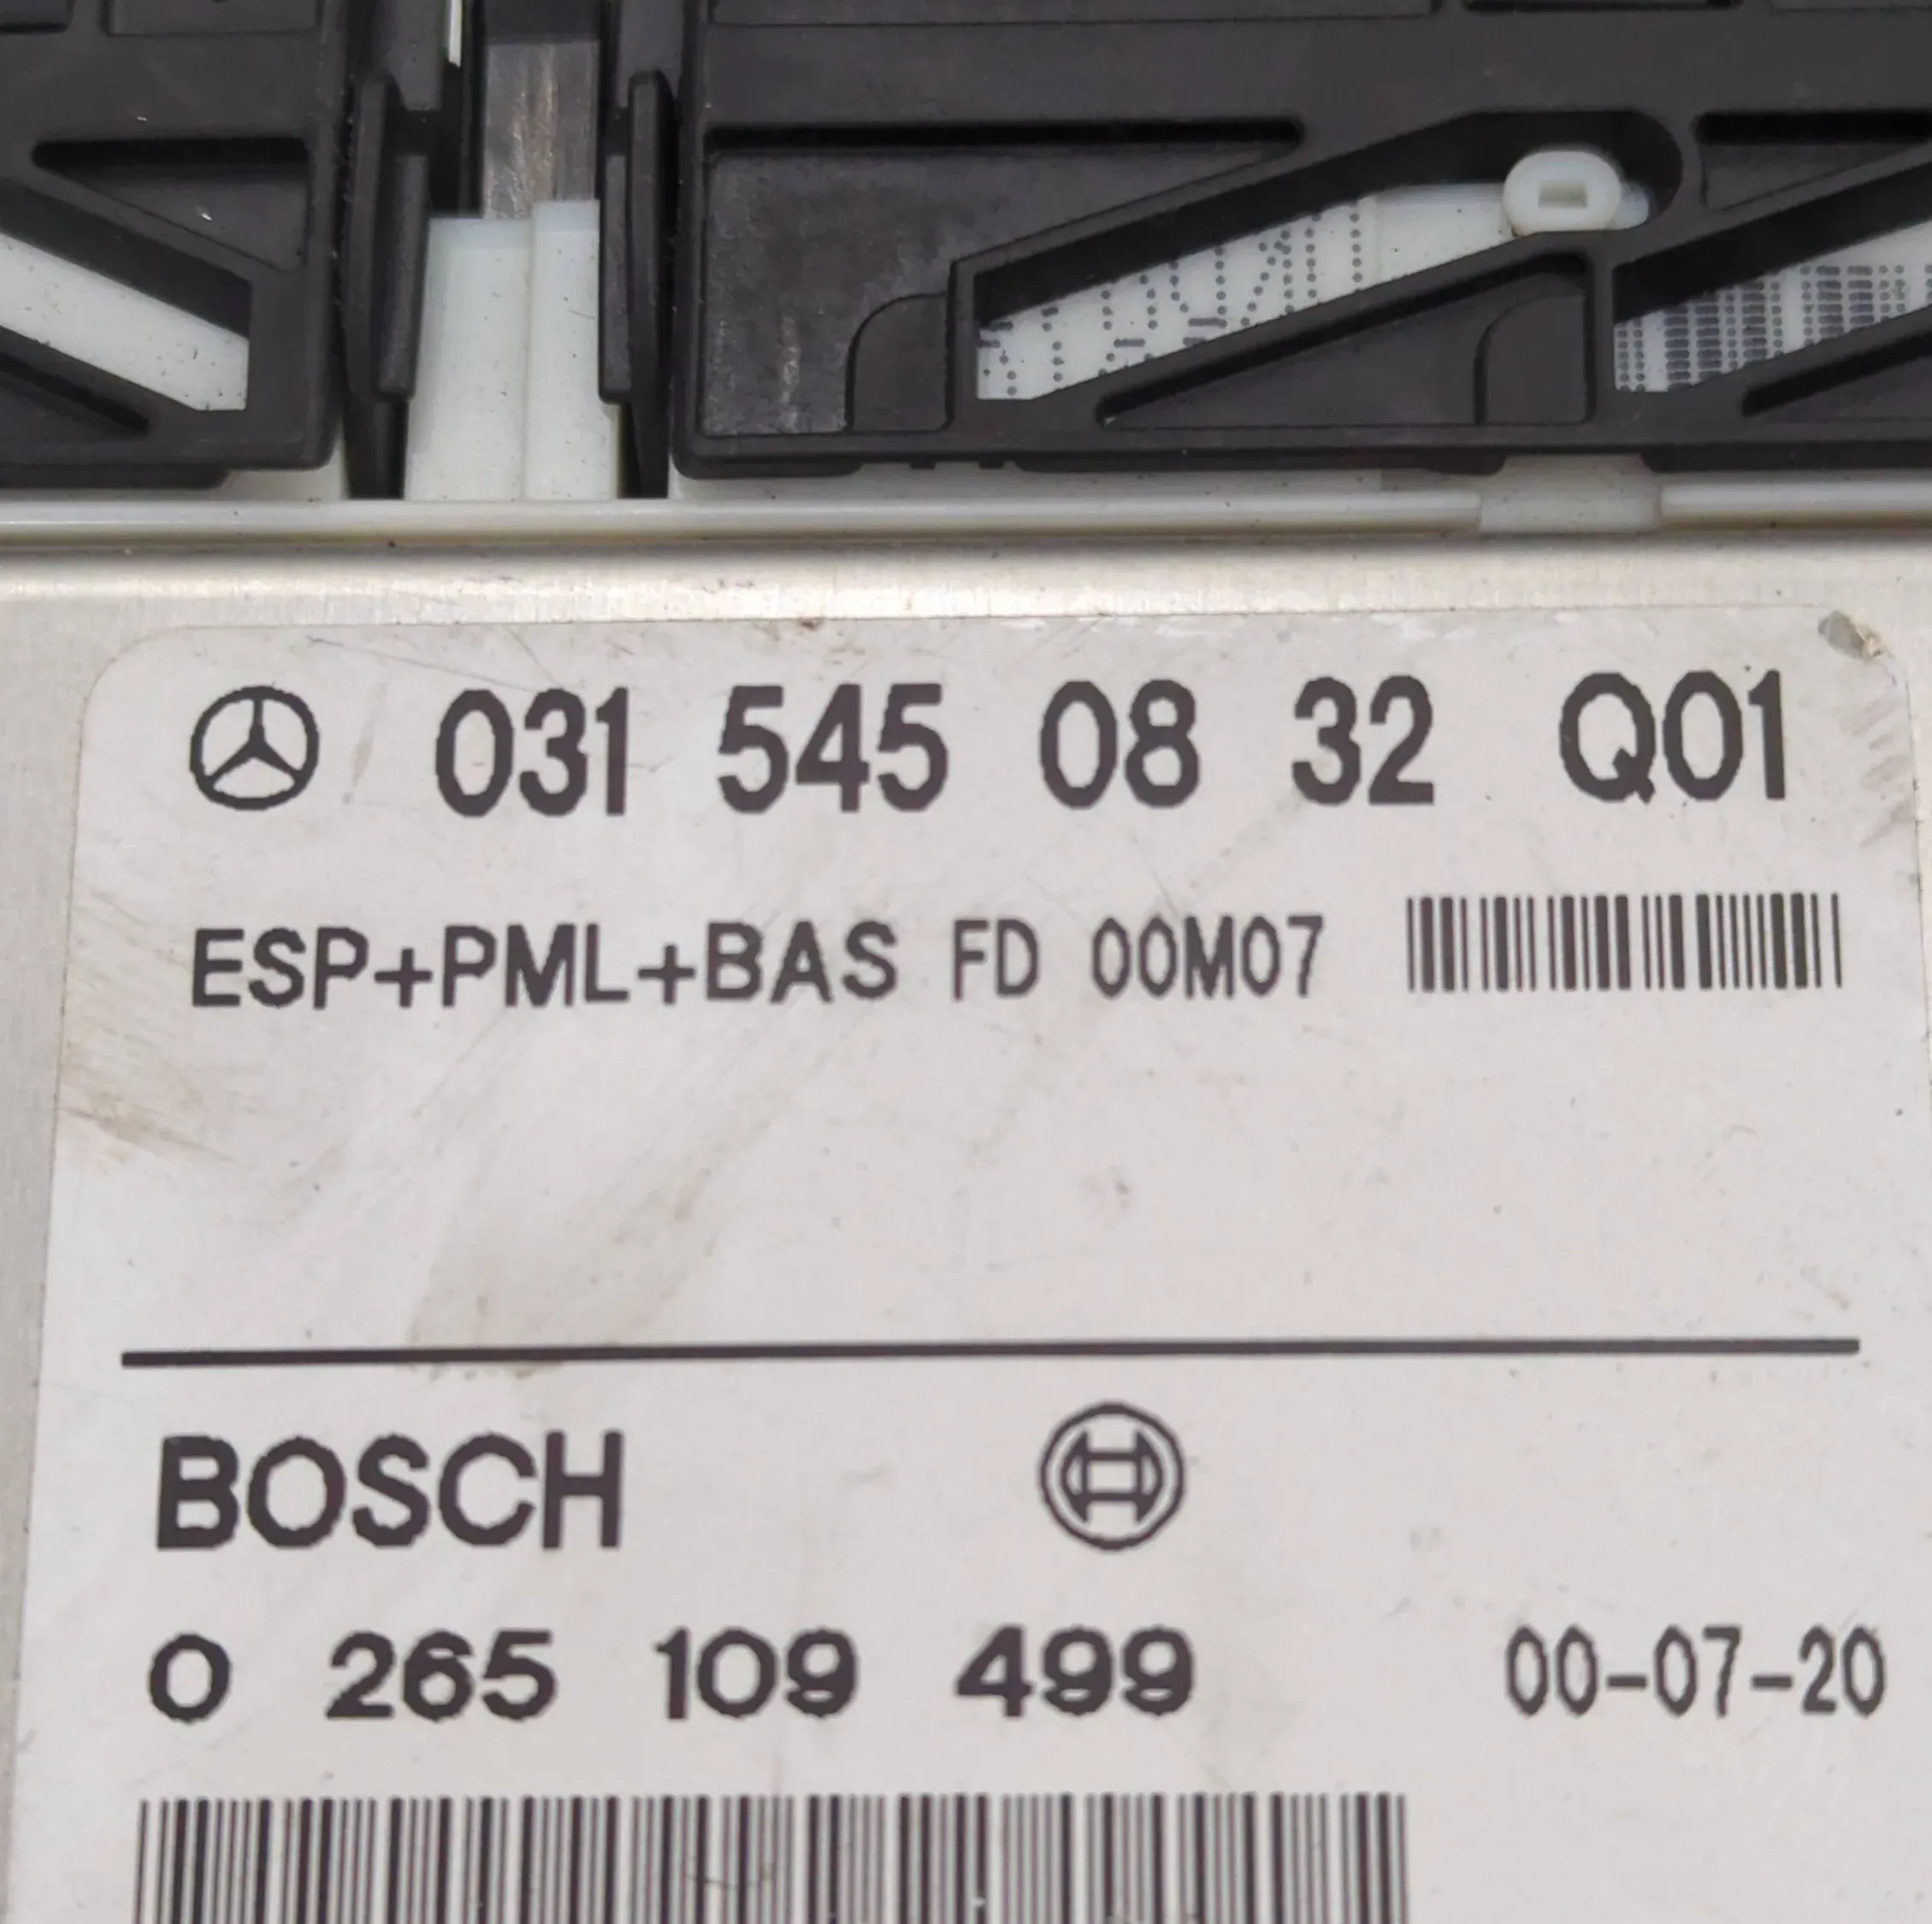 031 545 08 32 Q01
ESP+PML+BAS FD 00M07
BOSCH
0 265 109 499 00-07-20